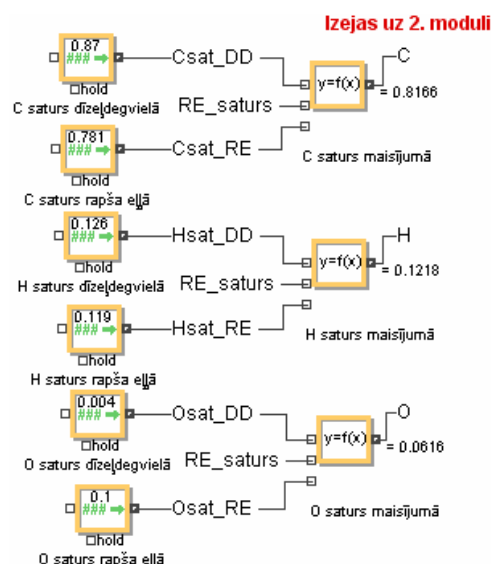 Izejas uz 2. moduli
0.87
###
hold
C saturs dīzeļdegvielā
Csat_DD
RE_saturs
y=f(x)
C
= 0.8166
C saturs maisījumā
0.781
###
hold
C saturs rapša eļļā
Csat_RE
0.126
###
hold
H saturs dīzeļdegvielā
Hsat_DD
RE_saturs
y=f(x)
H
= 0.1218
H saturs maisījumā
0.119
###
hold
H saturs rapša eļļā
Hsat_RE
0.004
###
hold
O saturs dīzeļdegvielā
Osat_DD
RE_saturs
y=f(x)
O
= 0.0616
O saturs maisījumā
0.1
###
hold
O saturs rapša eļļā
Osat_RE